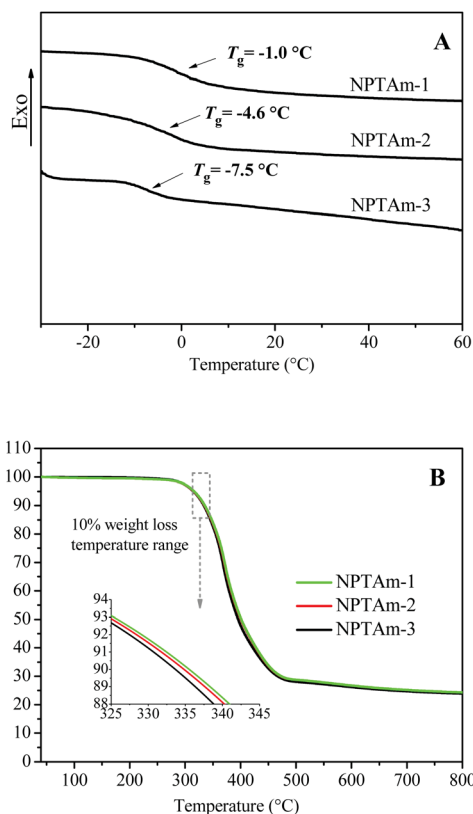 A
Exo
Tg= -1.0 °C
NPTAm-1
Tg= -4.6 °C
NPTAm-2
Tg= -7.5 °C
NPTAm-3
-20 0 20 40 60
Temperature (°C)
B
110
100
90
80
70
60
50
40
30
20
10
0
10% weight loss
temperature range
NPTAm-1
NPTAm-2
NPTAm-3
94
93
92
91
90
89
88
325 330 335 340 345
100 200 300 400 500 600 700 800
Temperature (°C)